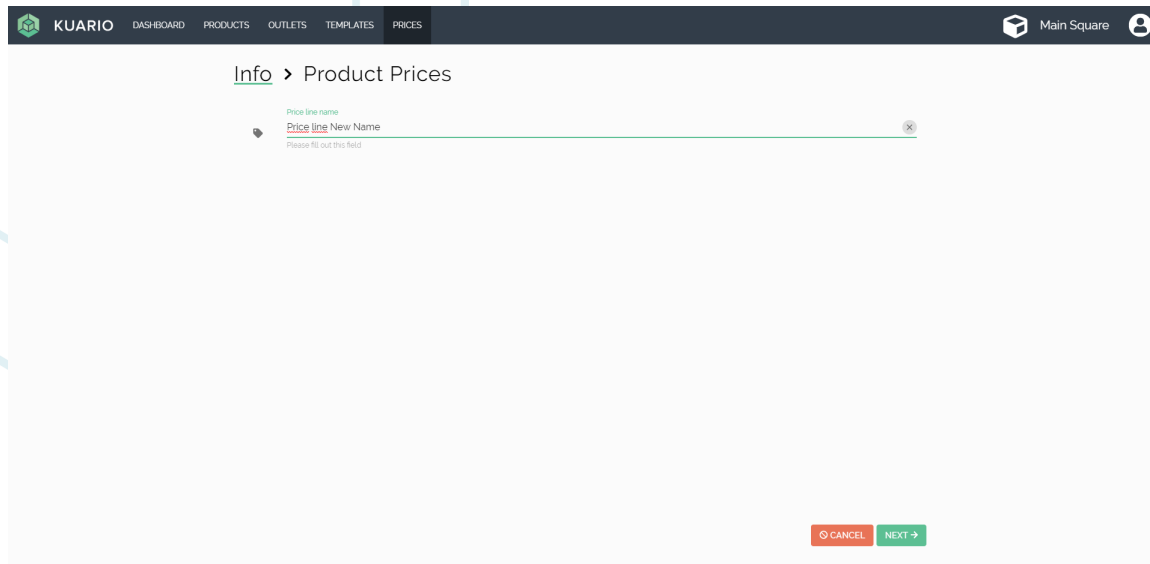 KUARIO DASHBOARD PRODUCTS OUTLETS TEMPLATES PRICES Main Square
Info > Product Prices
Price line name
Price line New Name
Please fill out this field
CANCEL NEXT →